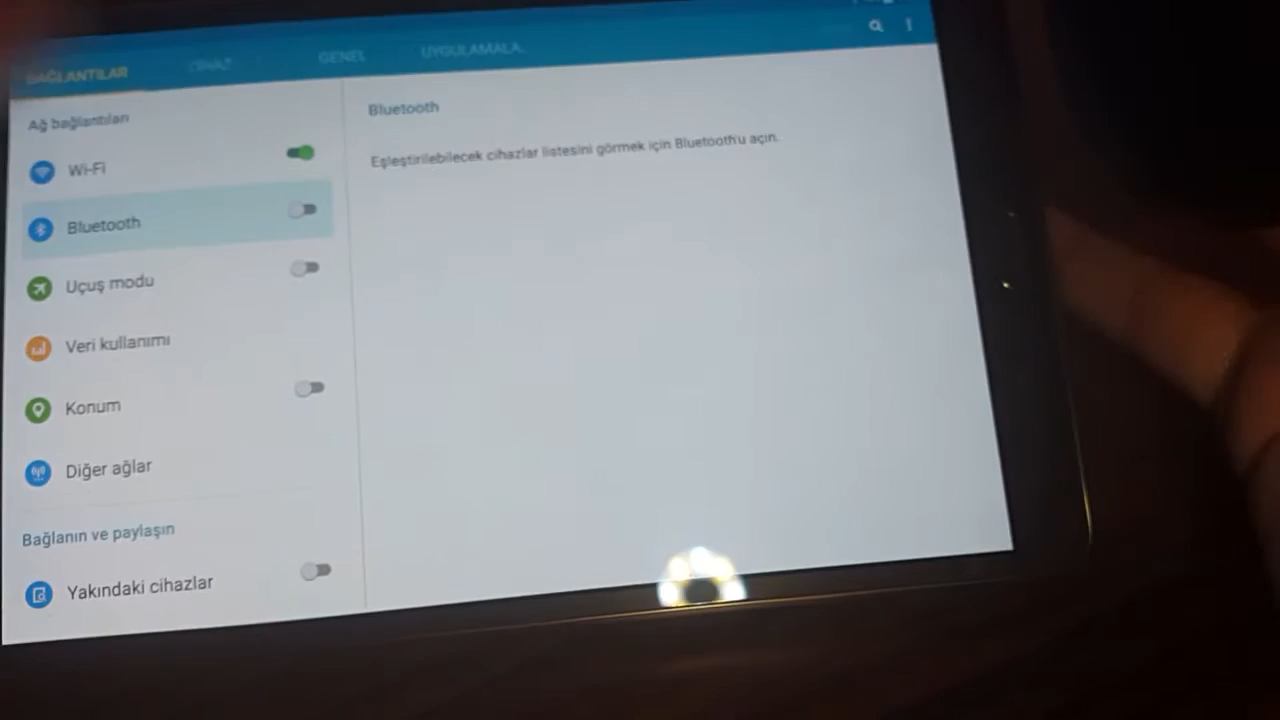 BAĞLANTILAR
CİHAZ
GENEL
UYGULAMALA..
Ağ bağlantıları
Wi-Fi
Bluetooth
Uçuş modu
Veri kullanımı
Konum
Diğer ağlar
Bağlanın ve paylaşın
Yakındaki cihazlar
Bluetooth
Eşleştirilebilecek cihazlar listesini görmek için Bluetooth'u açın.